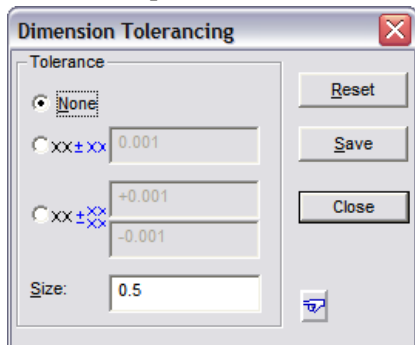 Dimension Tolerancing
Tolerance
None
Reset
xx±xx 0.001
Save
xx +xx
-xx
+0.001
-0.001
Close
Size: 0.5